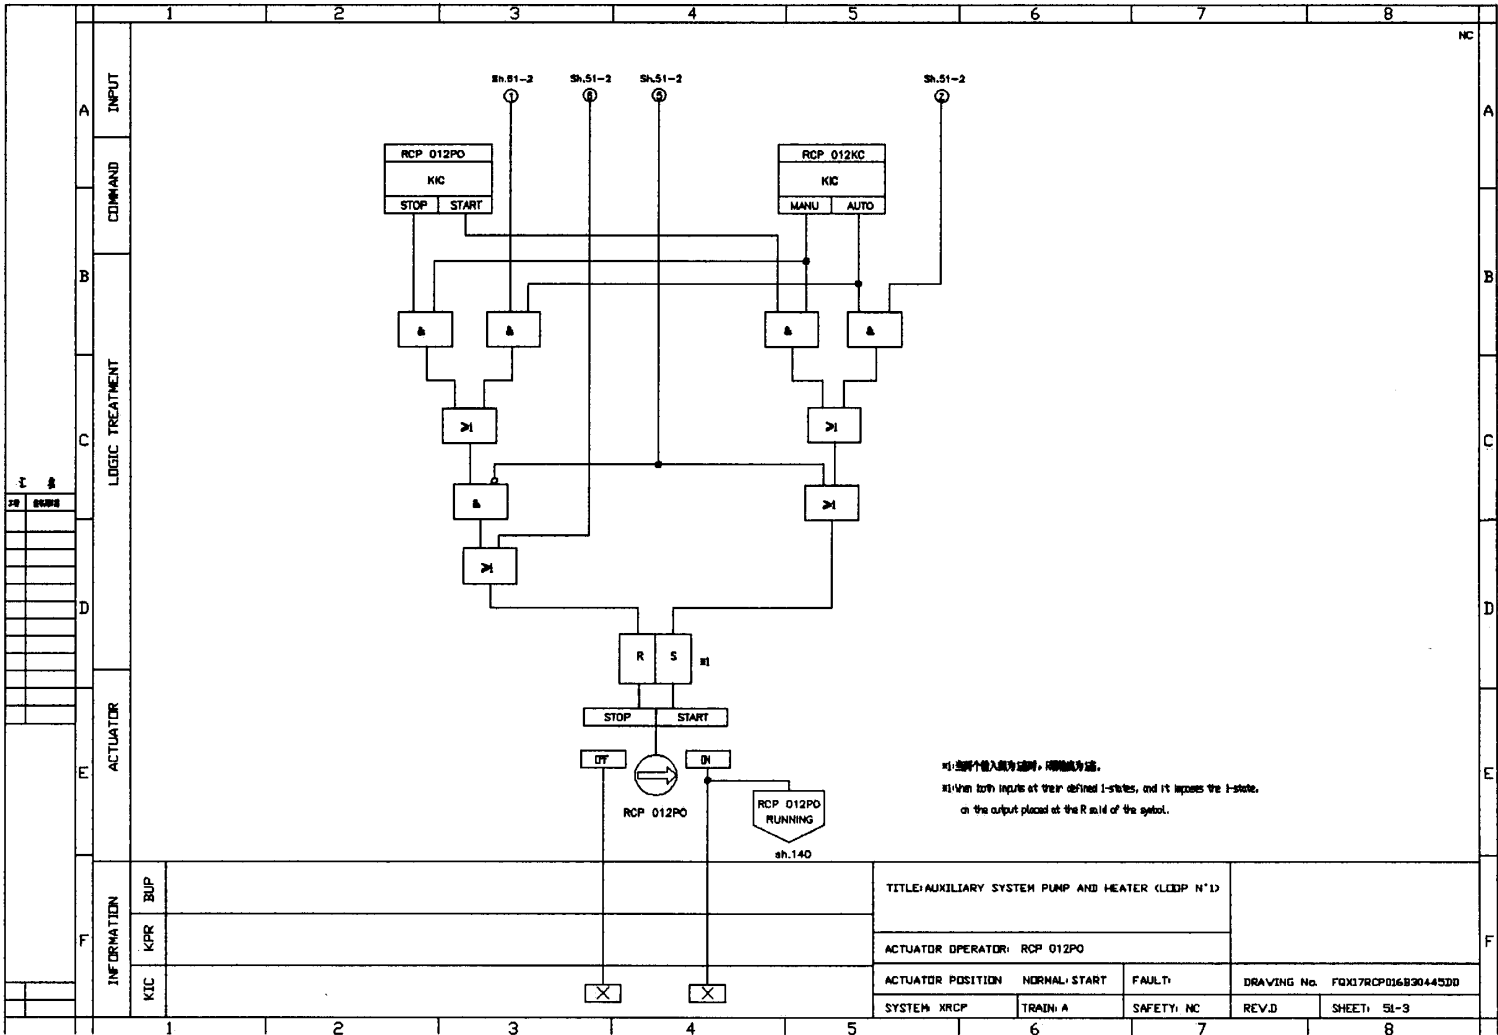 1 2 3 4 5 6 7 8
NC
A
B
C
D
E
F
A
B
C
D
E
F
INPUT
COMMAND
LOGIC TREATMENT
ACTUATOR
INFORMATION
BUP
KPR
KIC
Sh.51-2 Sh.51-2 Sh.51-2 Sh.51-2
1 6 5 2
RCP 012PO
KIC
STOP START
RCP 012KC
KIC
MANU AUTO
& & & &
≥1 ≥1
& ≥1
≥1
R S *1
STOP START
OFF ON
RCP 012PO
RCP 012PO
RUNNING
sh.140
*1:When both inputs at their defined 1-states, and it imposes the 1-state,
on the output placed at the R of the symbol.
TITLE: AUXILIARY SYSTEM PUMP AND HEATER (LOOP N°1)
ACTUATOR OPERATOR: RCP 012PO
ACTUATOR POSITION NORMAL: START FAULT:
DRAWING No. FQX17RCP016B30445DD
SYSTEM: XRCP TRAIN: A SAFETY: NC REV.D SHEET: 51-3
1 2 3 4 5 6 7 8